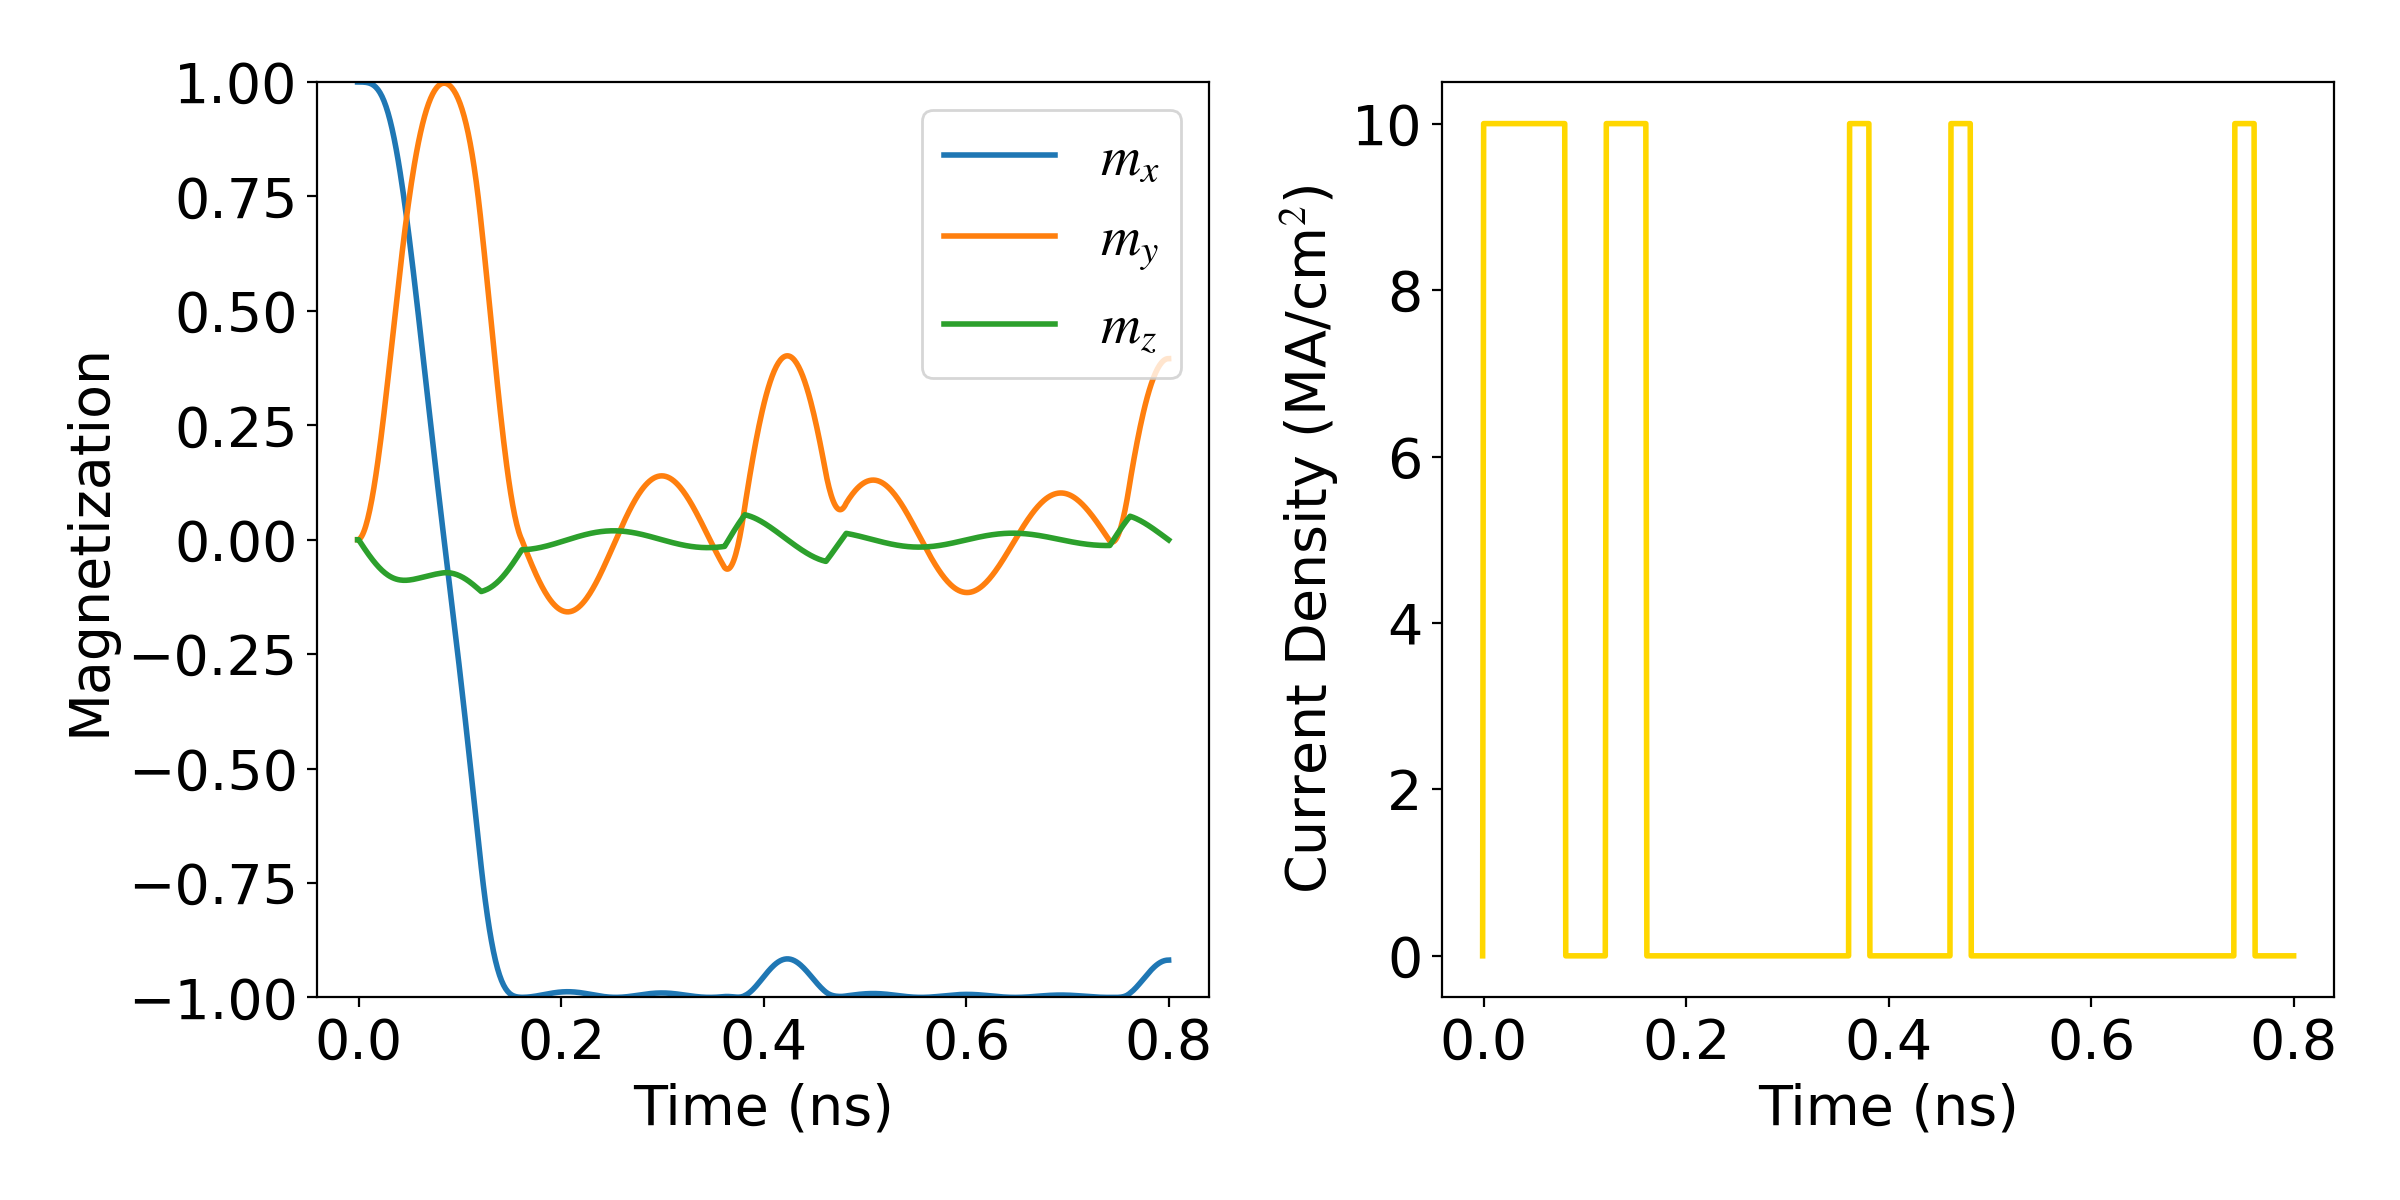 1.00
0.75
0.50
0.25
0.00
−0.25
−0.50
−0.75
−1.00
Magnetization
0.0 0.2 0.4 0.6 0.8
Time (ns)
m_x
m_y
m_z
10
8
6
4
2
0
Current Density (MA/cm²)
0.0 0.2 0.4 0.6 0.8
Time (ns)